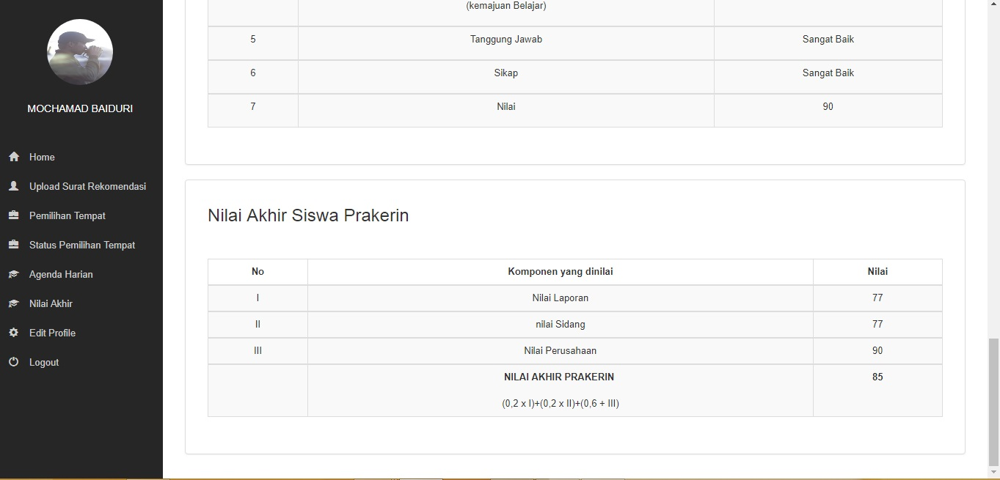 MOCHAMAD BAIDURI
Home
Upload Surat Rekomendasi
Pemilihan Tempat
Status Pemilihan Tempat
Agenda Harian
Nilai Akhir
Edit Profile
Logout
(kemajuan Belajar)
5 Tanggung Jawab Sangat Baik
6 Sikap Sangat Baik
7 Nilai 90
Nilai Akhir Siswa Prakerin
No Komponen yang dinilai Nilai
I Nilai Laporan 77
II nilai Sidang 77
III Nilai Perusahaan 90
NILAI AKHIR PRAKERIN 85
(0,2 x I)+(0,2 x II)+(0,6 + III)